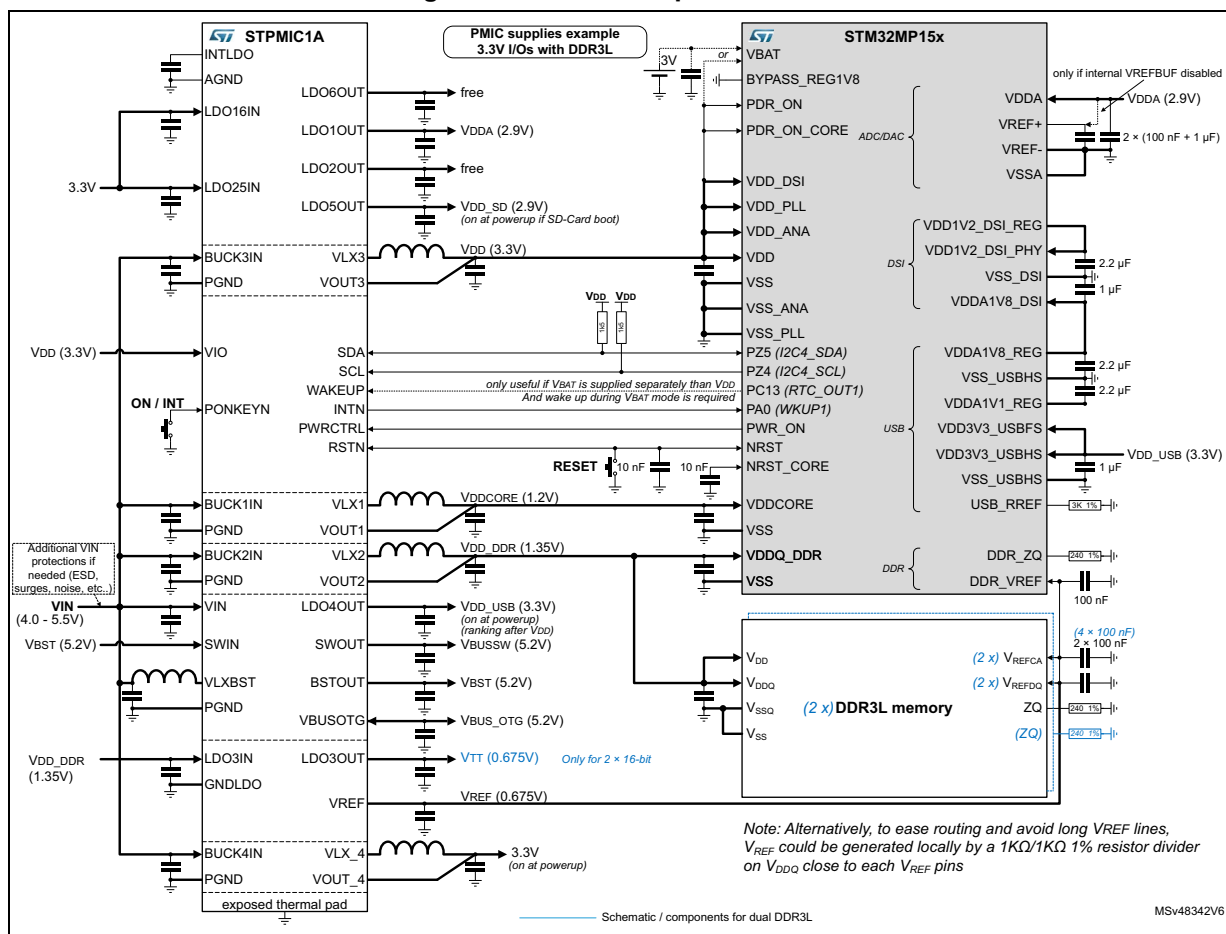 STPMIC1A
INTLDO
AGND
LDO16IN
3.3V
LDO25IN
BUCK3IN
PGND
VDD (3.3V)
VIO
ON / INT
PONKEYN
BUCK1IN
PGND
Additional VIN
protections if
needed (ESD,
surges, noise, etc..)
BUCK2IN
PGND
VIN
(4.0 - 5.5V)
VIN
VBST (5.2V)
SWIN
VLXBST
PGND
VDD_DDR
(1.35V)
LDO3IN
GNDLDO
BUCK4IN
PGND
exposed thermal pad
LDO6OUT
free
LDO1OUT
VDDA (2.9V)
LDO2OUT
free
LDO5OUT
VDD_SD (2.9V)
(on at powerup if SD-Card boot)
VLX3
VDD (3.3V)
VOUT3
SDA
SCL
WAKEUP
INTN
PWRCTRL
RSTN
VLX1
VDDCORE (1.2V)
VOUT1
VLX2
VDD_DDR (1.35V)
VOUT2
LDO4OUT
VDD_USB (3.3V)
(on at powerup)
(ranking after VDD)
SWOUT
VBUSSW (5.2V)
BSTOUT
VBST (5.2V)
VBUSOTG
VBUS_OTG (5.2V)
LDO3OUT
VTT (0.675V)
Only for 2 × 16-bit
VREF
VREF (0.675V)
VLX_4
3.3V
(on at powerup)
VOUT_4
PMIC supplies example
3.3V I/Os with DDR3L
3V
or
VDD
VDD
1k5
1k5
only useful if VBAT is supplied separately than VDD
And wake up during VBAT mode is required
RESET
10 nF
10 nF
STM32MP15x
VBAT
BYPASS_REG1V8
PDR_ON
PDR_ON_CORE
VDD_DSI
VDD_PLL
VDD_ANA
VDD
VSS
VSS_ANA
VSS_PLL
PZ5 (I2C4_SDA)
PZ4 (I2C4_SCL)
PC13 (RTC_OUT1)
PA0 (WKUP1)
PWR_ON
NRST
NRST_CORE
VDDCORE
VSS
VDDQ_DDR
VSS
ADC/DAC
DSI
USB
DDR
only if internal VREFBUF disabled
VDDA
VDDA (2.9V)
VREF+
2 × (100 nF + 1 µF)
VREF-
VSSA
VDD1V2_DSI_REG
VDD1V2_DSI_PHY
2.2 µF
VSS_DSI
1 µF
VDDA1V8_DSI
VDDA1V8_REG
2.2 µF
VSS_USBHS
2.2 µF
VDDA1V1_REG
VDD3V3_USBFS
VDD3V3_USBHS
VDD_USB (3.3V)
1 µF
VSS_USBHS
USB_RREF
3K 1%
DDR_ZQ
240 1%
DDR_VREF
100 nF
(4 × 100 nF)
2 × 100 nF
VDD
(2 x) VREFCA
VDDQ
(2 x) VREFDQ
VSSQ
(2 x) DDR3L memory
ZQ
240 1%
VSS
(ZQ)
240 1%
Note: Alternatively, to ease routing and avoid long VREF lines,
VREF could be generated locally by a 1KΩ/1KΩ 1% resistor divider
on VDDQ close to each VREF pins
Schematic / components for dual DDR3L
MSv48342V6